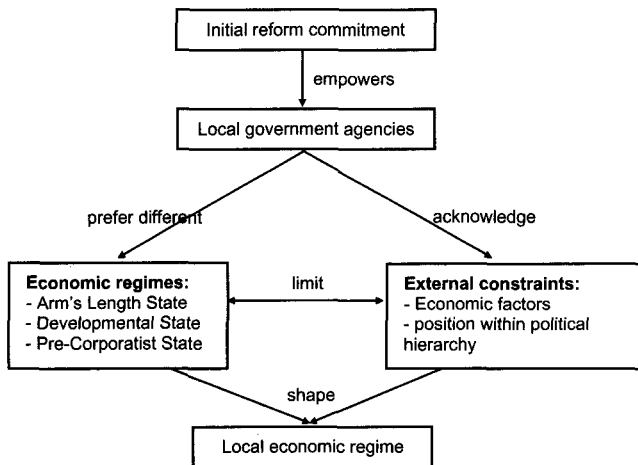 Initial reform commitment
empowers
Local government agencies
prefer different
acknowledge
Economic regimes:
- Arm's Length State
- Developmental State
- Pre-Corporatist State
limit
External constraints:
- Economic factors
- position within political
hierarchy
shape
Local economic regime